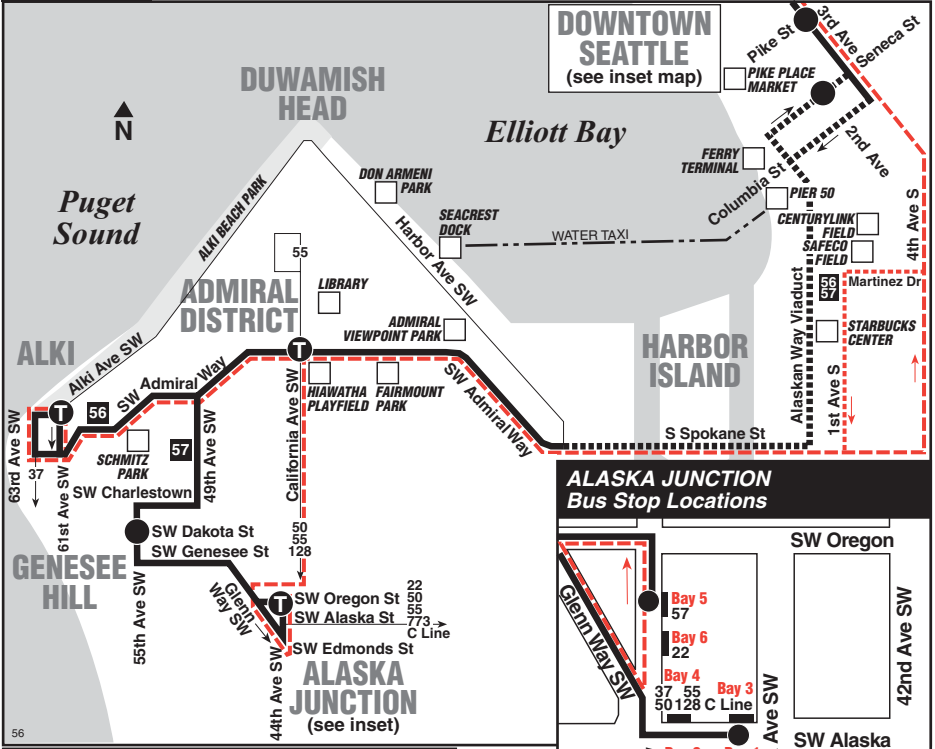 DOWNTOWN
SEATTLE
(see inset map)
Pike St
3rd Ave
Seneca St
PIKE PLACE
MARKET
2nd Ave
DUWAMISH
HEAD
N
Elliott Bay
Puget
Sound
FERRY
TERMINAL
Columbia St
PIER 50
DON ARMENI
PARK
ALKI BEACH PARK
SEACREST
DOCK
WATER TAXI
Harbor Ave SW
CENTURYLINK
FIELD
SAFECO
FIELD
4th Ave S
56
57
Martinez Dr
Alaskan Way Viaduct
STARBUCKS
CENTER
1st Ave S
55
LIBRARY
ADMIRAL
DISTRICT
ADMIRAL
VIEWPOINT PARK
HARBOR
ISLAND
ALKI
Alki Ave SW
SW
Admiral
Way
56
HIAWATHA
PLAYFIELD
FAIRMOUNT
PARK
SW Admiral Way
S Spokane St
63rd Ave SW
37
61st Ave SW
SCHMITZ
PARK
57
49th Ave SW
California Ave SW
SW Charlestown
SW Dakota St
SW Genesee St
50
55
128
GENESEE
HILL
55th Ave SW
Glenn
Way SW
SW Oregon St
SW Alaska St
22
50
55
773
C Line
SW Edmonds St
44th Ave SW
ALASKA
JUNCTION
(see inset)
56
ALASKA JUNCTION
Bus Stop Locations
SW Oregon
Glenn Way SW
Bay 5
57
Bay 6
22
Bay 4
37 55
50 128
Bay 3
C Line
Ave SW
42nd Ave SW
SW Alaska